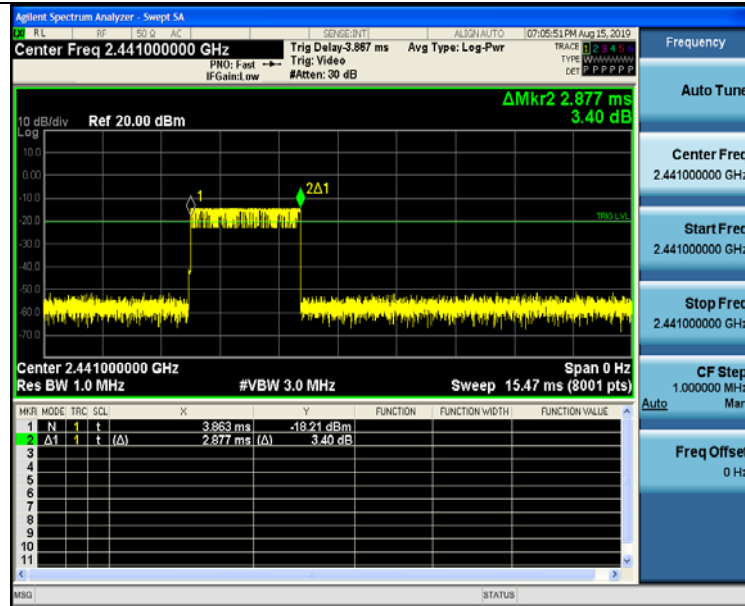 Agilent Spectrum Analyzer - Swept SA
RL RF 50 Ω AC SENSE:INT ALIGN AUTO 07:05:51 PM Aug 15, 2019
Center Freq 2.441000000 GHz
PNO: Fast
IFGain:Low
Trig Delay-3.867 ms
Trig: Video
#Atten: 30 dB
Avg Type: Log-Pwr
TRACE 1 2 3 4 5 6
TYPE WWWWWW
DET P P P P P P
ΔMkr2 2.877 ms
3.40 dB
10 dB/div
Log
Ref 20.00 dBm
10.0
0.00
-10.0
-20.0
-30.0
-40.0
-50.0
-60.0
-70.0
1
2Δ1
TRIG LVL
Center 2.441000000 GHz Span 0 Hz
Res BW 1.0 MHz #VBW 3.0 MHz Sweep 15.47 ms (8001 pts)
MKR MODE TRC SCL X Y FUNCTION FUNCTION WIDTH FUNCTION VALUE
1 N 1 t 3.863 ms -18.21 dBm
2 Δ1 1 t (Δ) 2.877 ms (Δ) 3.40 dB
3
4
5
6
7
8
9
10
11
MSG STATUS
Frequency
Auto Tune
Center Freq
2.441000000 GHz
Start Freq
2.441000000 GHz
Stop Freq
2.441000000 GHz
CF Step
1.000000 MHz
Auto Man
Freq Offset
0 Hz